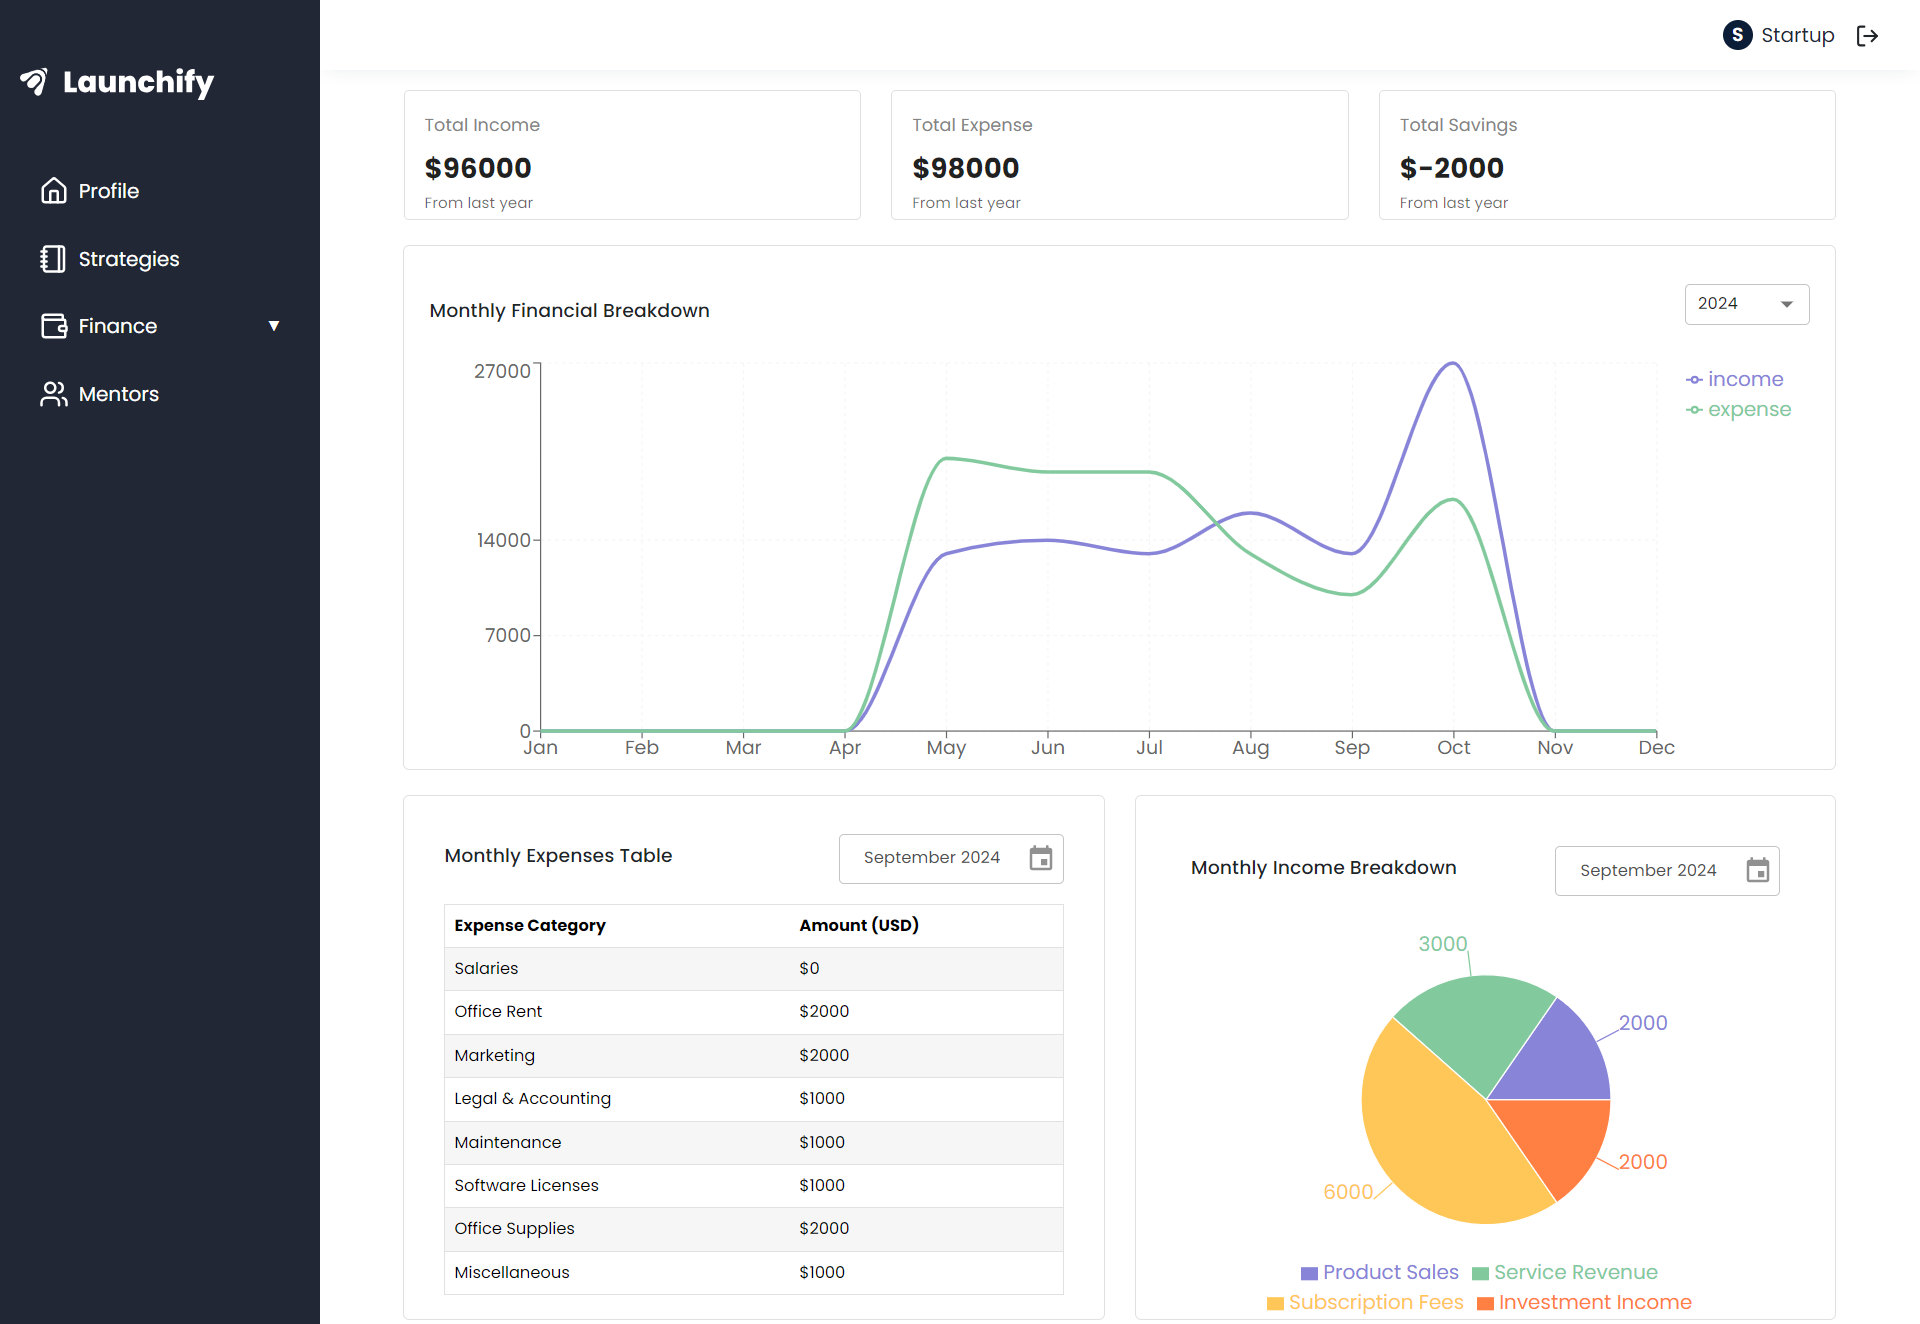 Launchify
Profile
Strategies
Finance
Mentors
S Startup
Total Income
$96000
From last year
Total Expense
$98000
From last year
Total Savings
$-2000
From last year
Monthly Financial Breakdown
2024
27000
14000
7000
0
Jan Feb Mar Apr May Jun Jul Aug Sep Oct Nov Dec
income
expense
Monthly Expenses Table
September 2024
Expense Category Amount (USD)
Salaries $0
Office Rent $2000
Marketing $2000
Legal & Accounting $1000
Maintenance $1000
Software Licenses $1000
Office Supplies $2000
Miscellaneous $1000
Monthly Income Breakdown
September 2024
3000
2000
2000
6000
Product Sales Service Revenue
Subscription Fees Investment Income